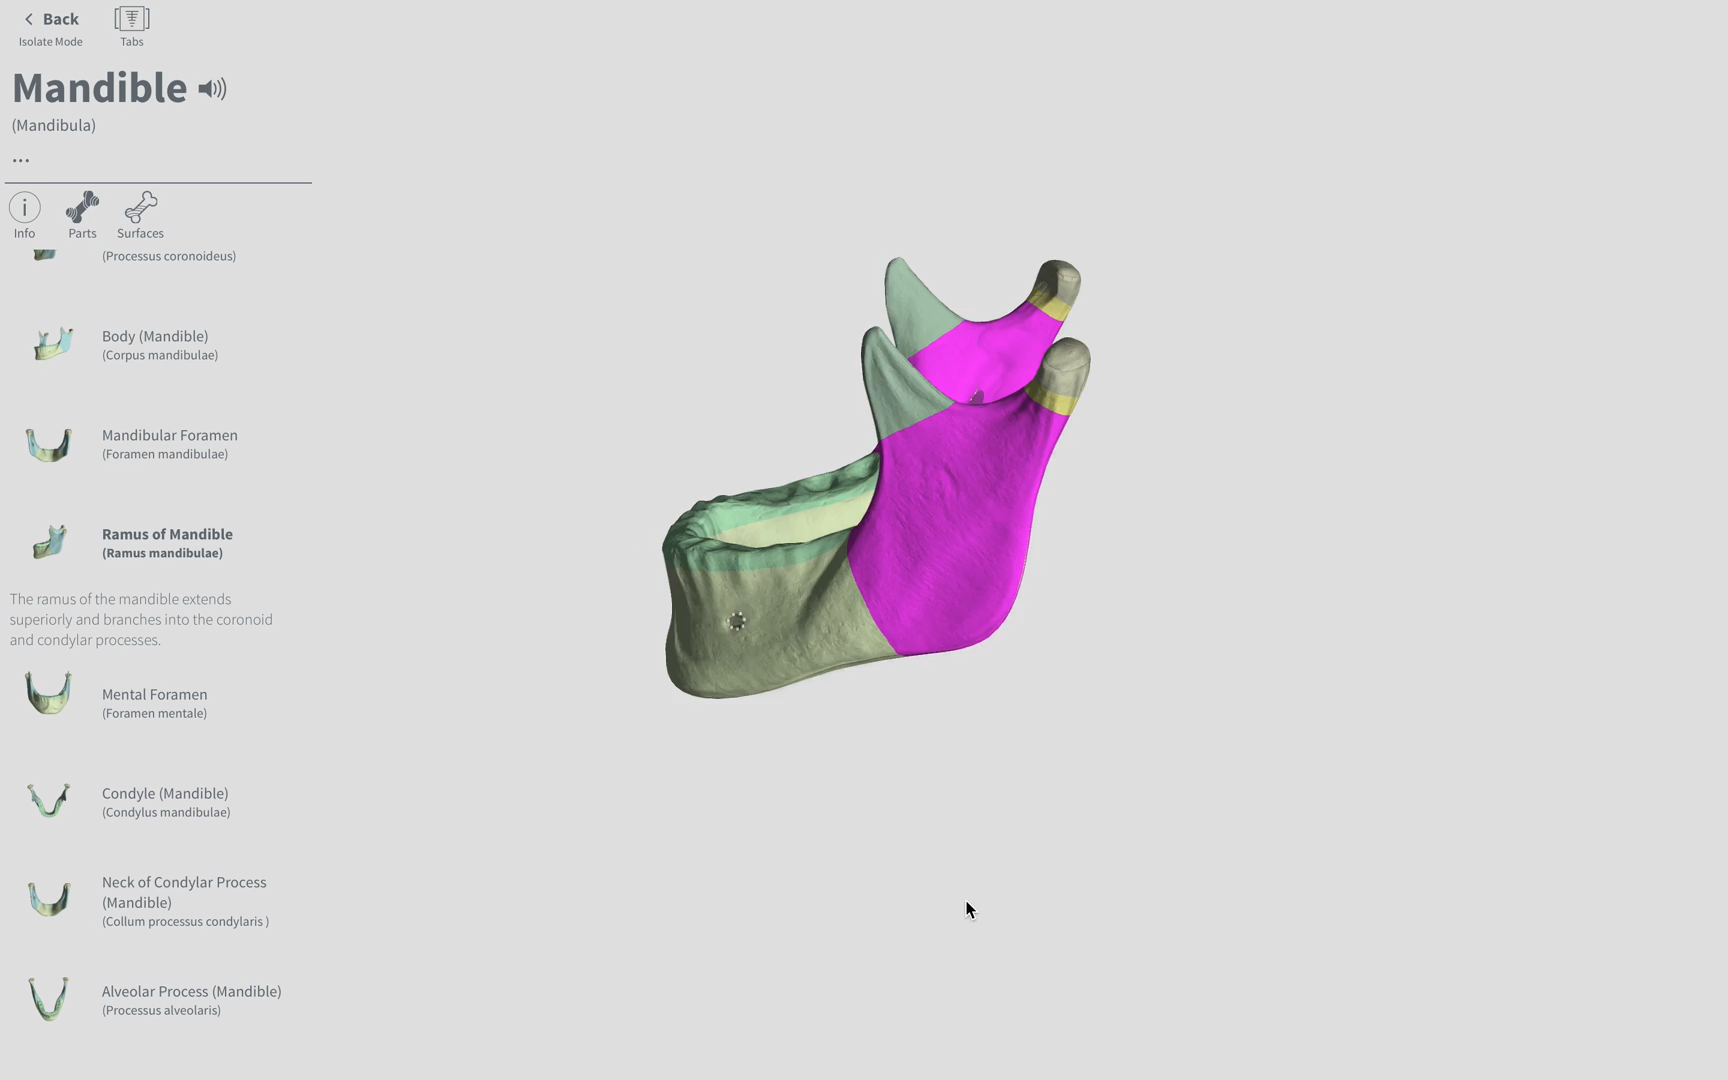 Back
Isolate Mode
Tabs
Mandible
(Mandibula)
...
Info
Parts
Surfaces
(Processus coronoideus)
Body (Mandible)
(Corpus mandibulae)
Mandibular Foramen
(Foramen mandibulae)
Ramus of Mandible
(Ramus mandibulae)
The ramus of the mandible extends
superiorly and branches into the coronoid
and condylar processes.
Mental Foramen
(Foramen mentale)
Condyle (Mandible)
(Condylus mandibulae)
Neck of Condylar Process
(Mandible)
(Collum processus condylaris )
Alveolar Process (Mandible)
(Processus alveolaris)